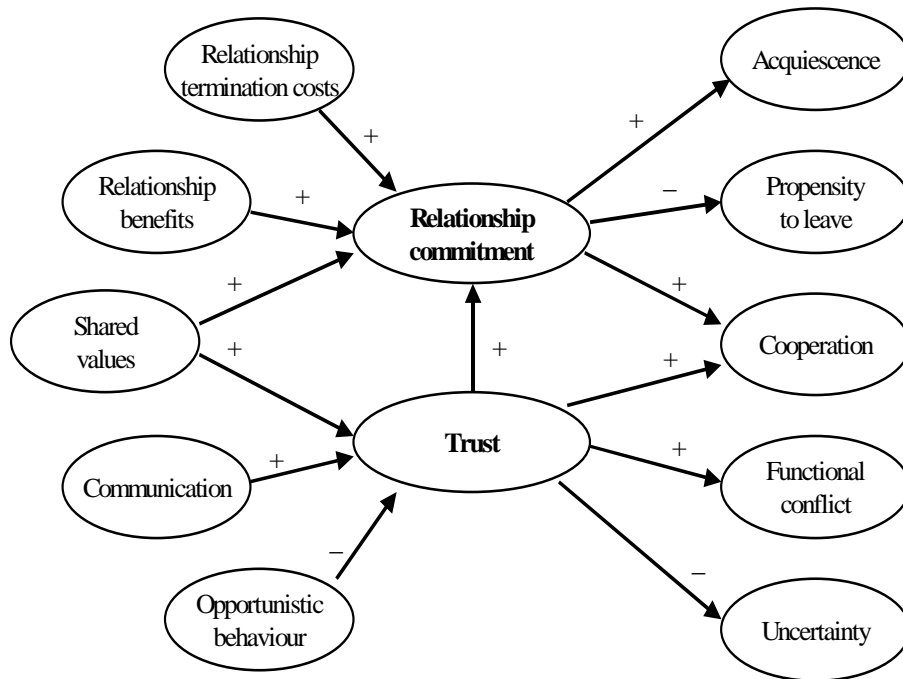 Relationship
termination costs
+
Acquiescence
+
Relationship
benefits
+
Relationship
commitment
−
Propensity
to leave
Shared
values
+
+
+
+
Cooperation
+
Trust
Communication
+
+
Functional
conflict
−
Opportunistic
behaviour
−
Uncertainty